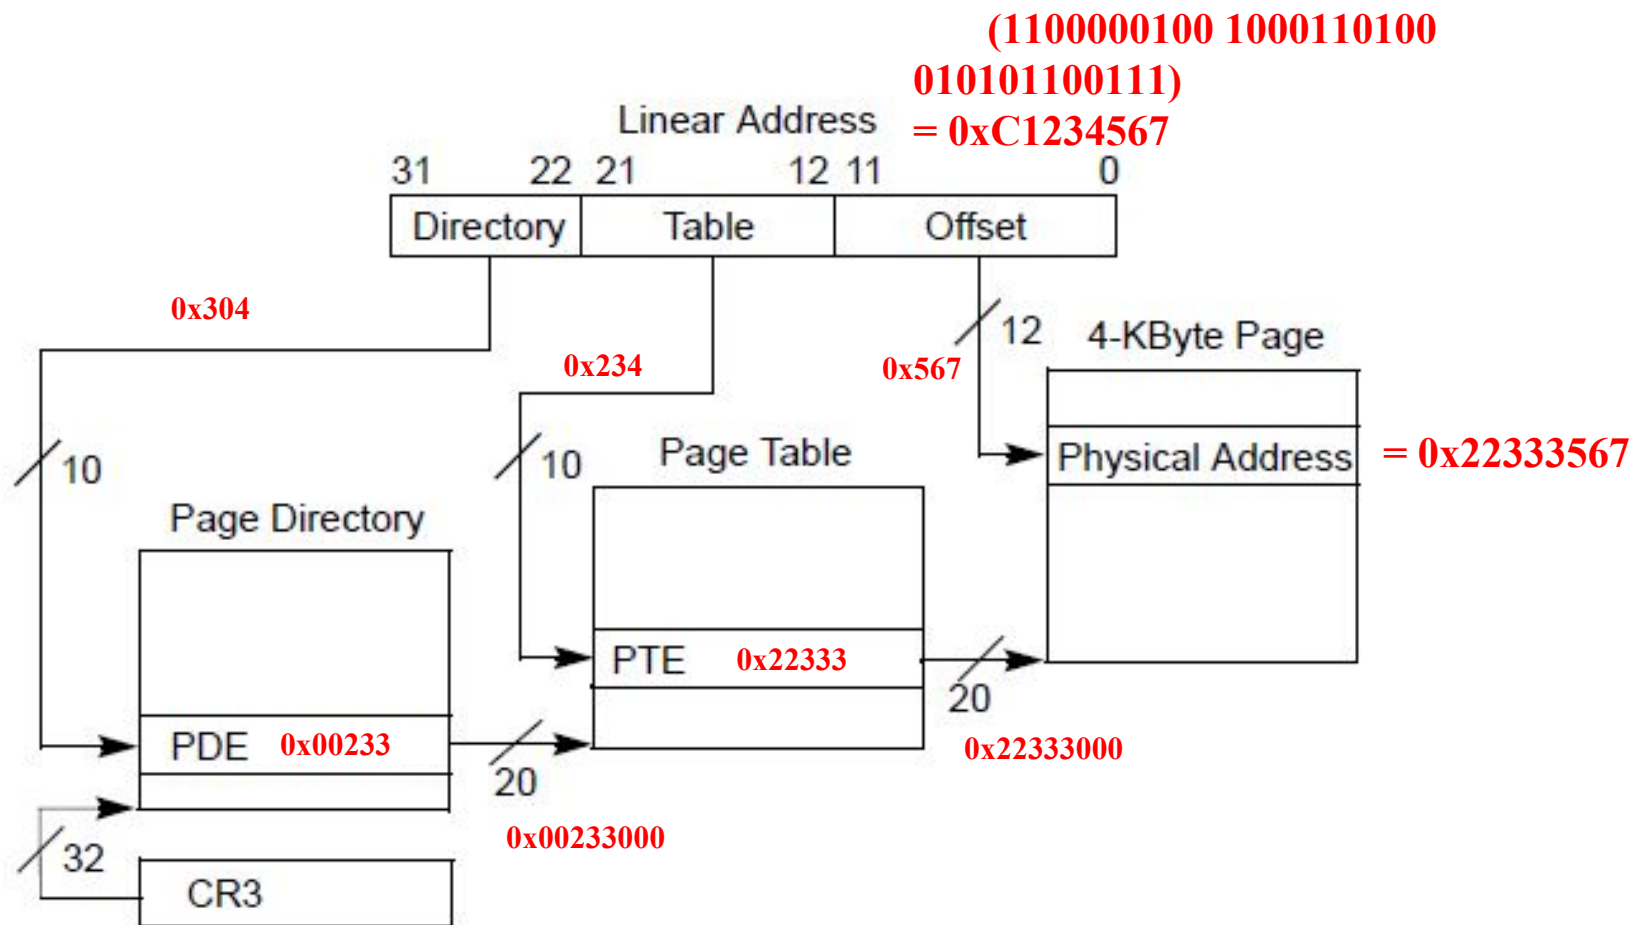 (1100000100 1000110100
010101100111)
= 0xC1234567
Linear Address
31 22 21 12 11 0
Directory Table Offset
0x304
0x234
0x567
12
4-KByte Page
10
10
Page Table
Physical Address
= 0x22333567
Page Directory
PTE 0x22333
20
0x22333000
PDE 0x00233
20
0x00233000
32
CR3